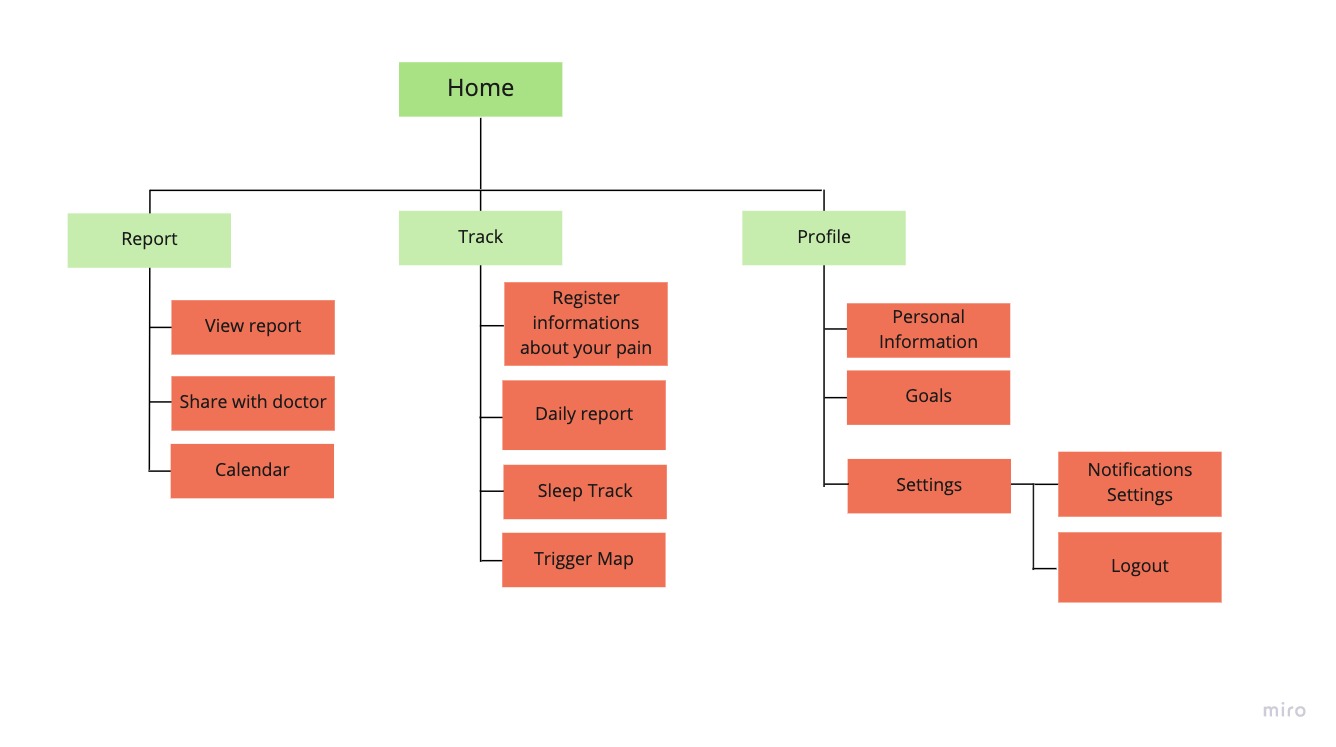 Home
Report
Track
Profile
View report
Share with doctor
Calendar
Register
informations
about your pain
Daily report
Sleep Track
Trigger Map
Personal
Information
Goals
Settings
Notifications
Settings
Logout
miro